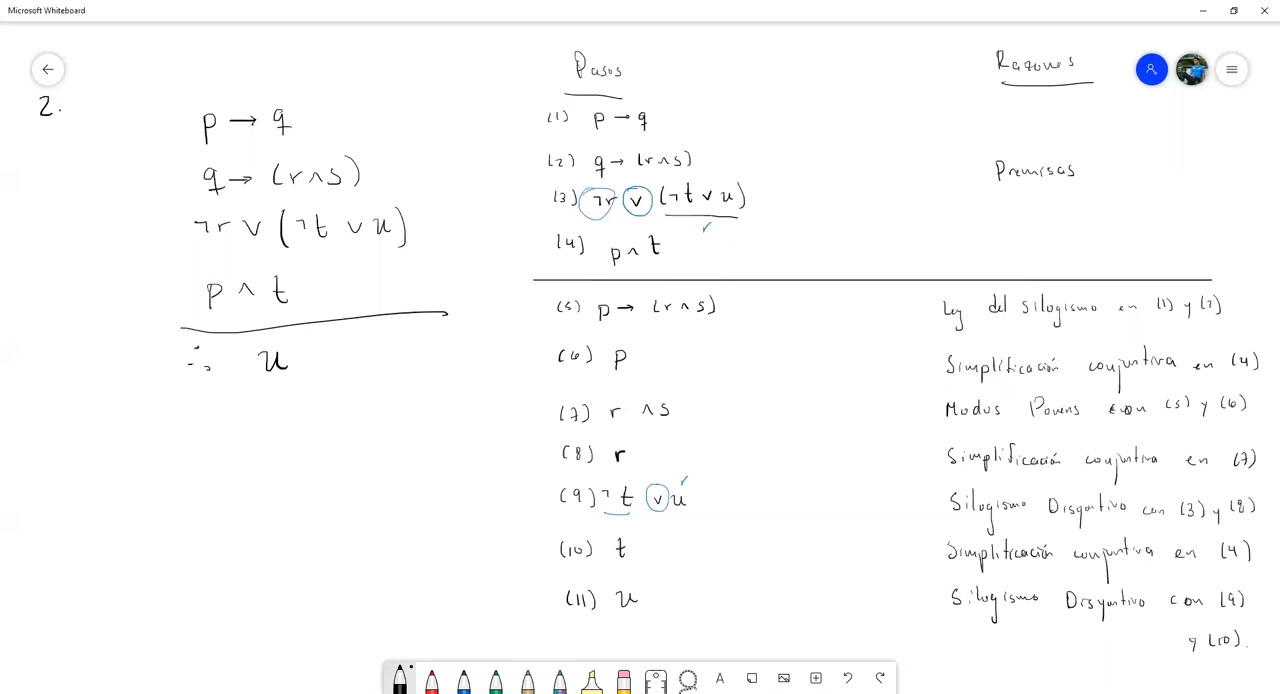 Microsoft Whiteboard
2.
p → q
q → (r ∧ s)
¬r ∨ (¬t ∨ u)
p ∧ t
∴ u
Pasos Razones
(1) p → q
(2) q → (r ∧ s) Premisas
(3) ¬r ∨ (¬t ∨ u)
(4) p ∧ t
(5) p → (r ∧ s) Ley del Silogismo en (1) y (2)
(6) p Simplificación conjuntiva en (4)
(7) r ∧ s Modus Ponens con (5) y (6)
(8) r Simplificación conjuntiva en (7)
(9) ¬t ∨ u Silogismo Disyuntivo con (3) y (8)
(10) t Simplificación conjuntiva en (4)
(11) u Silogismo Disyuntivo con (9)
y (10).
A